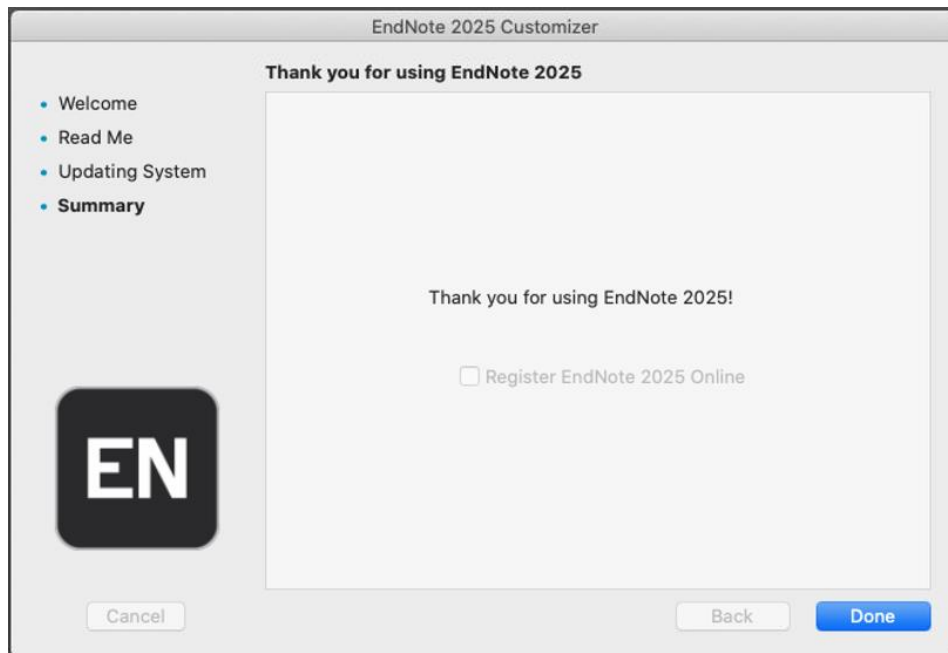 EndNote 2025 Customizer
Thank you for using EndNote 2025
Welcome
Read Me
Updating System
Summary
Thank you for using EndNote 2025!
Register EndNote 2025 Online
EN
Cancel
Back
Done